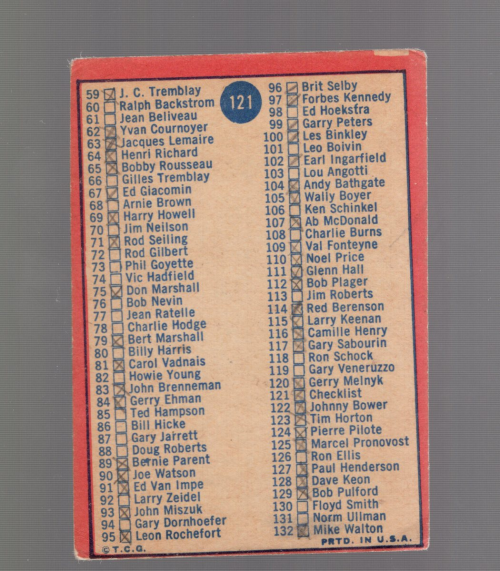 121
59 J. C. Tremblay
60 Ralph Backstrom
61 Jean Beliveau
62 Yvan Cournoyer
63 Jacques Lemaire
64 Henri Richard
65 Bobby Rousseau
66 Gilles Tremblay
67 Ed Giacomin
68 Arnie Brown
69 Harry Howell
70 Jim Neilson
71 Rod Seiling
72 Rod Gilbert
73 Phil Goyette
74 Vic Hadfield
75 Don Marshall
76 Bob Nevin
77 Jean Ratelle
78 Charlie Hodge
79 Bert Marshall
80 Billy Harris
81 Carol Vadnais
82 Howie Young
83 John Brenneman
84 Gerry Ehman
85 Ted Hampson
86 Bill Hicke
87 Gary Jarrett
88 Doug Roberts
89 Bernie Parent
90 Joe Watson
91 Ed Van Impe
92 Larry Zeidel
93 John Miszuk
94 Gary Dornhoefer
95 Leon Rochefort
©T.C.G.
96 Brit Selby
97 Forbes Kennedy
98 Ed Hoekstra
99 Gary Peters
100 Les Binkley
101 Leo Boivin
102 Earl Ingarfield
103 Lou Angotti
104 Andy Bathgate
105 Wally Boyer
106 Ken Schinkel
107 Ab McDonald
108 Charlie Burns
109 Val Fonteyne
110 Noel Price
111 Glenn Hall
112 Bob Plager
113 Jim Roberts
114 Red Berenson
115 Larry Keenan
116 Camille Henry
117 Gary Sabourin
118 Ron Schock
119 Gary Veneruzzo
120 Gerry Melnyk
121 Checklist
122 Johnny Bower
123 Tim Horton
124 Pierre Pilote
125 Marcel Pronovost
126 Ron Ellis
127 Paul Henderson
128 Dave Keon
129 Bob Pulford
130 Floyd Smith
131 Norm Ullman
132 Mike Walton
PRTD. IN U.S.A.